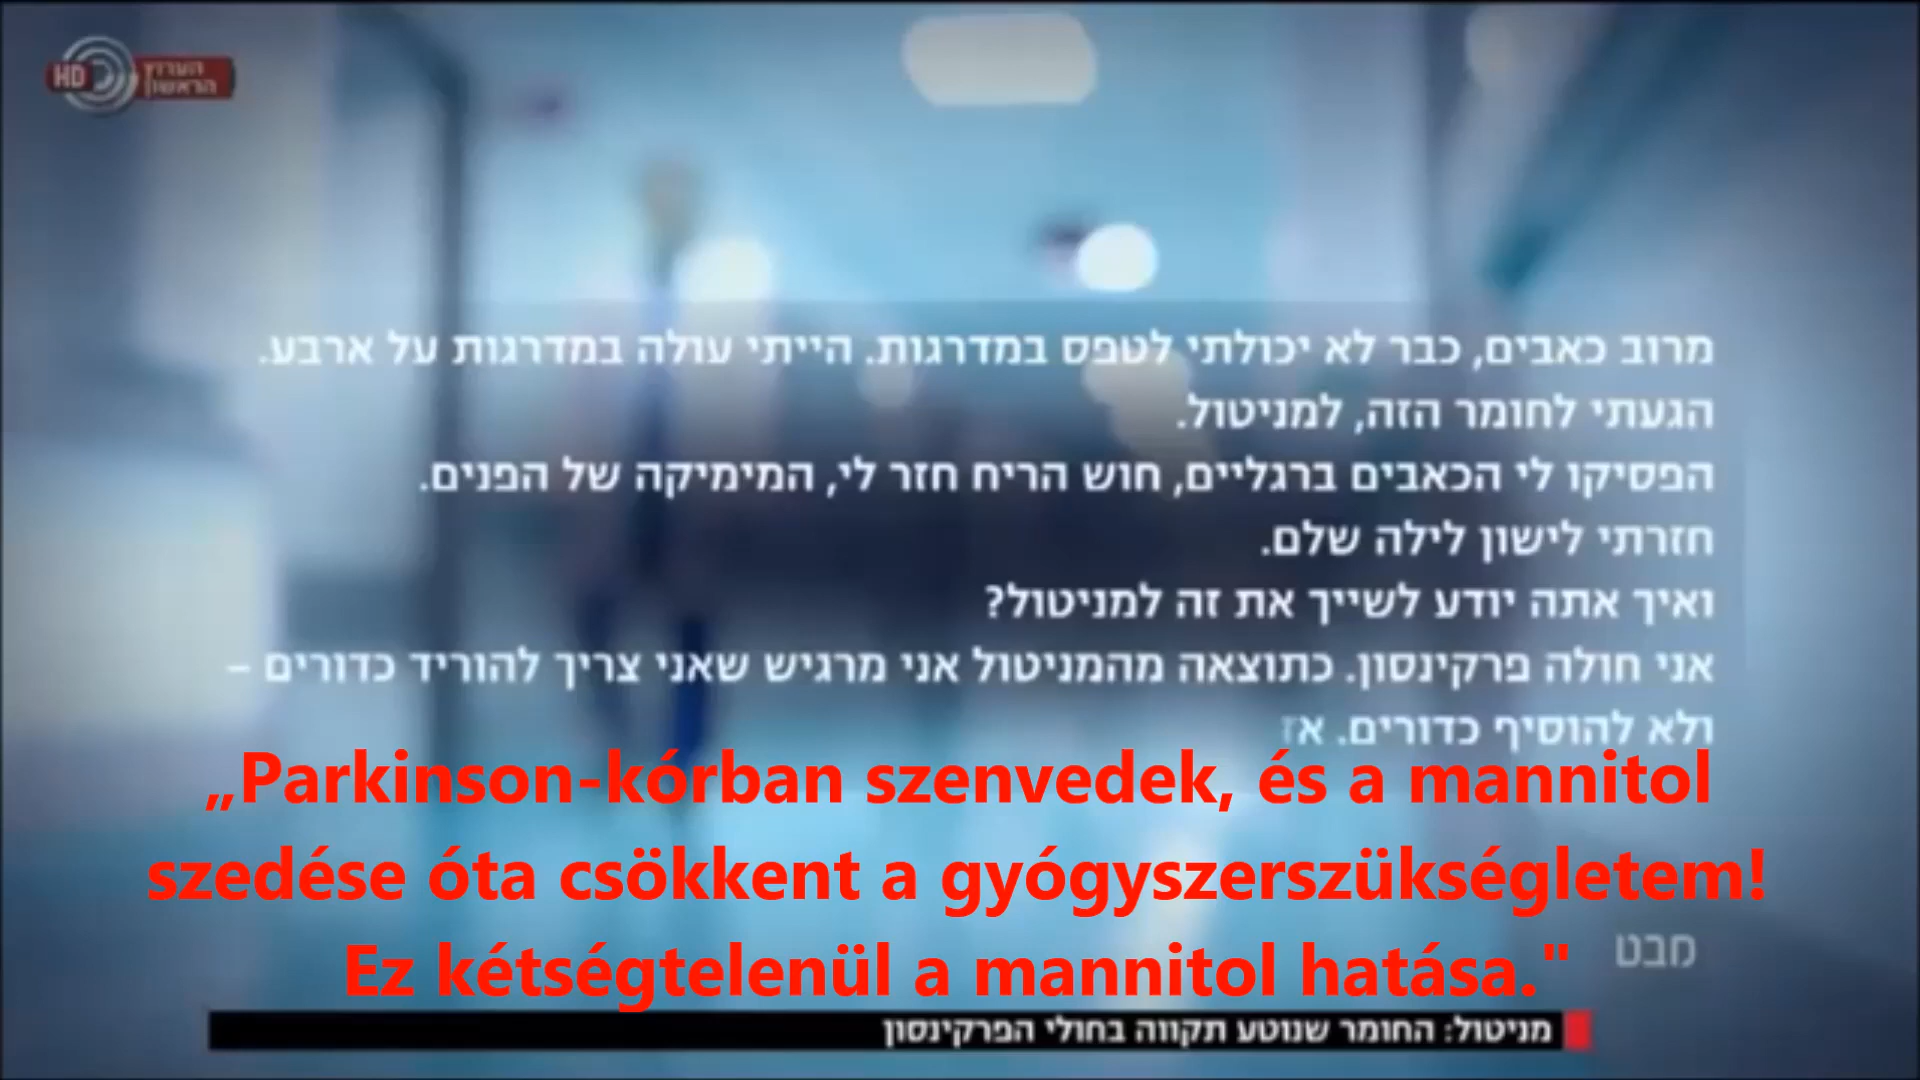 HD
הערוץ
הראשון
מרוב כאבים, כבר לא יכולתי לטפס במדרגות. הייתי עולה במדרגות על ארבע.
הגעתי לחומר הזה, למניטול.
הפסיקו לי הכאבים ברגליים, חוש הריח חזר לי, המימיקה של הפנים.
חזרתי לישון לילה שלם.
ואיך אתה יודע לשייך את זה למניטול?
אני חולה פרקינסון. כתוצאה מהמניטול אני מרגיש שאני צריך להוריד כדורים –
ולא להוסיף כדורים. אז
„Parkinson-kórban szenvedek, és a mannitol
szedése óta csökkent a gyógyszerszükségletem!
Ez kétségtelenül a mannitol hatása."
מבט
מניטול: החומר שנוטע תקווה בחולי הפרקינסון